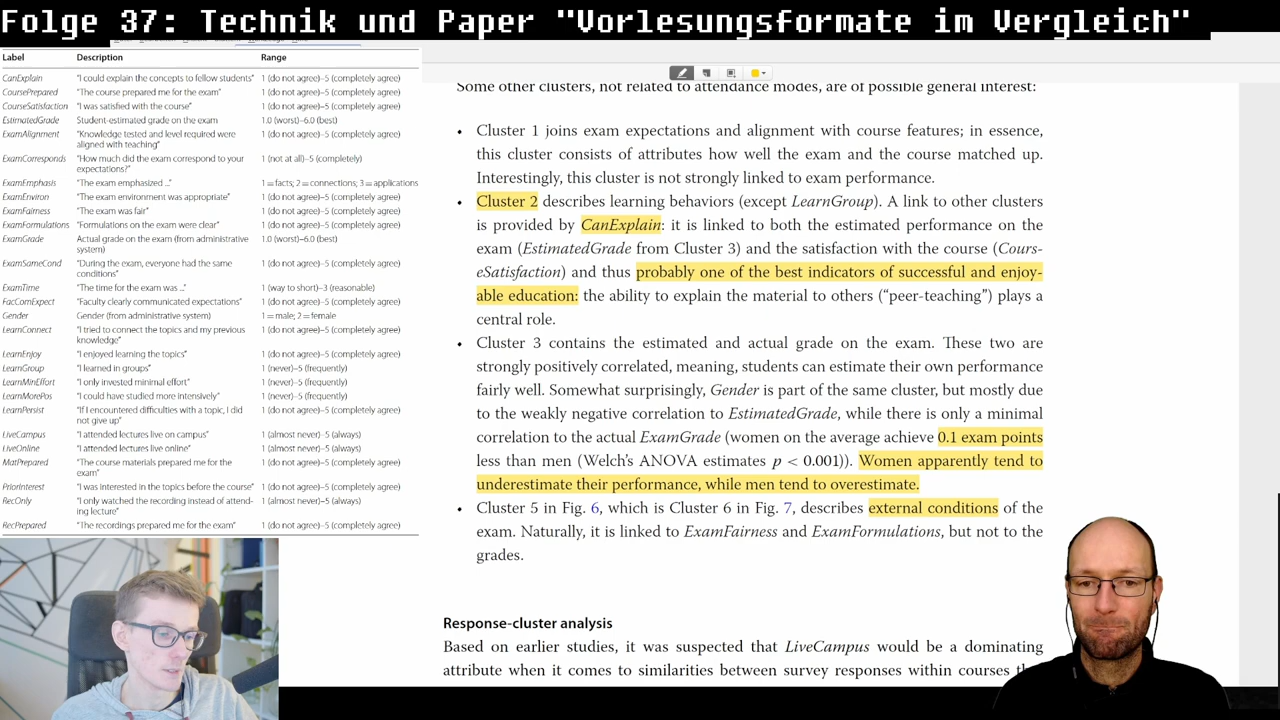 Folge 37: Technik und Paper "Vorlesungsformate im Vergleich"
Label Description Range
CanExplain "I could explain the concepts to fellow students" 1 (do not agree)–5 (completely agree)
CoursePrepared "The course prepared me for the exam" 1 (do not agree)–5 (completely agree)
CourseSatisfaction "I was satisfied with the course" 1 (do not agree)–5 (completely agree)
EstimatedGrade Student-estimated grade on the exam 1.0 (worst)–6.0 (best)
ExamAlignment "Knowledge tested and level required were 1 (do not agree)–5 (completely agree)
aligned with teaching"
ExamCorresponds "How much did the exam correspond to your 1 (not at all)–5 (completely)
expectations?"
ExamEmphasis "The exam emphasized ..." 1 = facts; 2 = connections; 3 = applications
ExamEnviron "The exam environment was appropriate" 1 (do not agree)–5 (completely agree)
ExamFairness "The exam was fair" 1 (do not agree)–5 (completely agree)
ExamFormulations "Formulations on the exam were clear" 1 (do not agree)–5 (completely agree)
ExamGrade Actual grade on the exam (from administrative 1.0 (worst)–6.0 (best)
system)
ExamSameCond "During the exam, everyone had the same 1 (do not agree)–5 (completely agree)
conditions"
ExamTime "The time for the exam was ..." 1 (way to short)–3 (reasonable)
FacComExpect "Faculty clearly communicated expectations" 1 (do not agree)–5 (completely agree)
Gender Gender (from administrative system) 1 = male; 2 = female
LearnConnect "I tried to connect the topics and my previous 1 (do not agree)–5 (completely agree)
knowledge"
LearnEnjoy "I enjoyed learning the topics" 1 (do not agree)–5 (completely agree)
LearnGroup "I learned in groups" 1 (never)–5 (frequently)
LearnMinEffort "I only invested minimal effort" 1 (never)–5 (frequently)
LearnMorePos "I could have studied more intensively" 1 (never)–5 (frequently)
LearnPersist "If I encountered difficulties with a topic, I did 1 (do not agree)–5 (completely agree)
not give up"
LiveCampus "I attended lectures live on campus" 1 (almost never)–5 (always)
LiveOnline "I attended lectures live online" 1 (almost never)–5 (always)
MatPrepared "The course materials prepared me for the 1 (do not agree)–5 (completely agree)
exam"
PriorInterest "I was interested in the topics before the course" 1 (do not agree)–5 (completely agree)
RecOnly "I only watched the recording instead of attend- 1 (almost never)–5 (always)
ing lecture"
RecPrepared "The recordings prepared me for the exam" 1 (do not agree)–5 (completely agree)
Some other clusters, not related to attendance modes, are of possible general interest:
• Cluster 1 joins exam expectations and alignment with course features; in essence,
this cluster consists of attributes how well the exam and the course matched up.
Interestingly, this cluster is not strongly linked to exam performance.
• Cluster 2 describes learning behaviors (except LearnGroup). A link to other clusters
is provided by CanExplain: it is linked to both the estimated performance on the
exam (EstimatedGrade from Cluster 3) and the satisfaction with the course (Cours-
eSatisfaction) and thus probably one of the best indicators of successful and enjoy-
able education: the ability to explain the material to others ("peer-teaching") plays a
central role.
• Cluster 3 contains the estimated and actual grade on the exam. These two are
strongly positively correlated, meaning, students can estimate their own performance
fairly well. Somewhat surprisingly, Gender is part of the same cluster, but mostly due
to the weakly negative correlation to EstimatedGrade, while there is only a minimal
correlation to the actual ExamGrade (women on the average achieve 0.1 exam points
less than men (Welch's ANOVA estimates p < 0.001)). Women apparently tend to
underestimate their performance, while men tend to overestimate.
• Cluster 5 in Fig. 6, which is Cluster 6 in Fig. 7, describes external conditions of the
exam. Naturally, it is linked to ExamFairness and ExamFormulations, but not to the
grades.
Response-cluster analysis
Based on earlier studies, it was suspected that LiveCampus would be a dominating
attribute when it comes to similarities between survey responses within courses